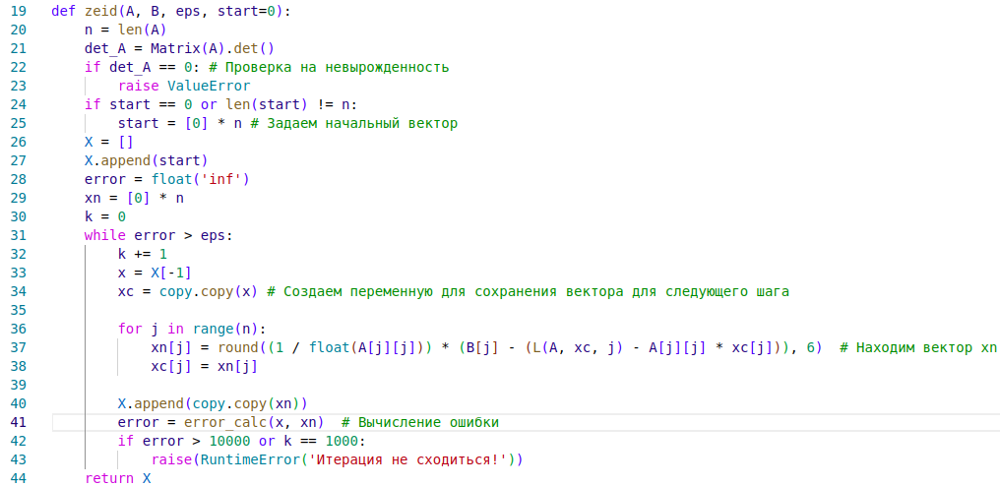 19 def zeid(A, B, eps, start=0):
20     n = len(A)
21     det_A = Matrix(A).det()
22     if det_A == 0: # Проверка на невырожденность
23         raise ValueError
24     if start == 0 or len(start) != n:
25         start = [0] * n # Задаем начальный вектор
26     X = []
27     X.append(start)
28     error = float('inf')
29     xn = [0] * n
30     k = 0
31     while error > eps:
32         k += 1
33         x = X[-1]
34         xc = copy.copy(x) # Создаем переменную для сохранения вектора для следующего шага
35
36         for j in range(n):
37             xn[j] = round((1 / float(A[j][j])) * (B[j] - (L(A, xc, j) - A[j][j] * xc[j])), 6)  # Находим вектор xn
38             xc[j] = xn[j]
39
40         X.append(copy.copy(xn))
41         error = error_calc(x, xn)  # Вычисление ошибки
42         if error > 10000 or k == 1000:
43             raise(RuntimeError('Итерация не сходиться!'))
44     return X